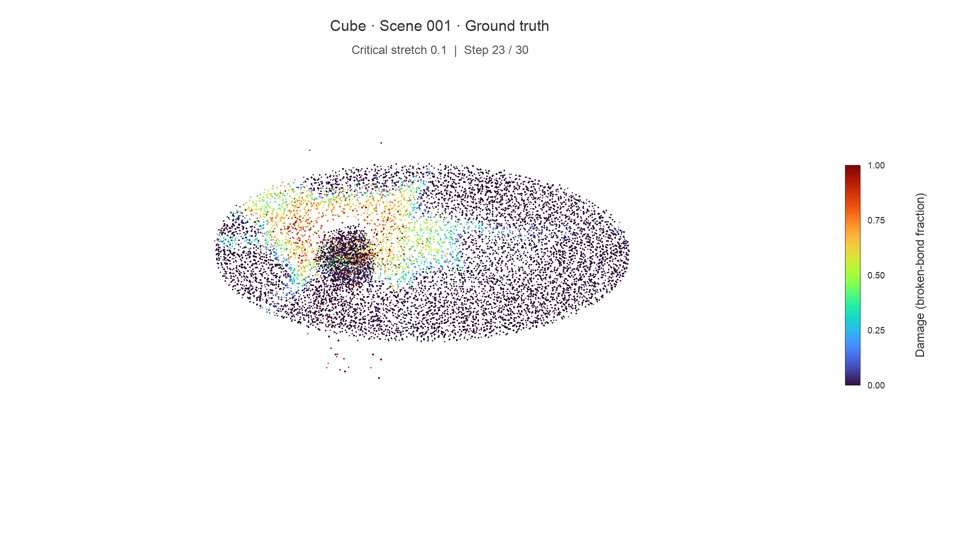 Cube · Scene 001 · Ground truth
Critical stretch 0.1 | Step 23 / 30
1.00
0.75
0.50
0.25
0.00
Damage (broken-bond fraction)